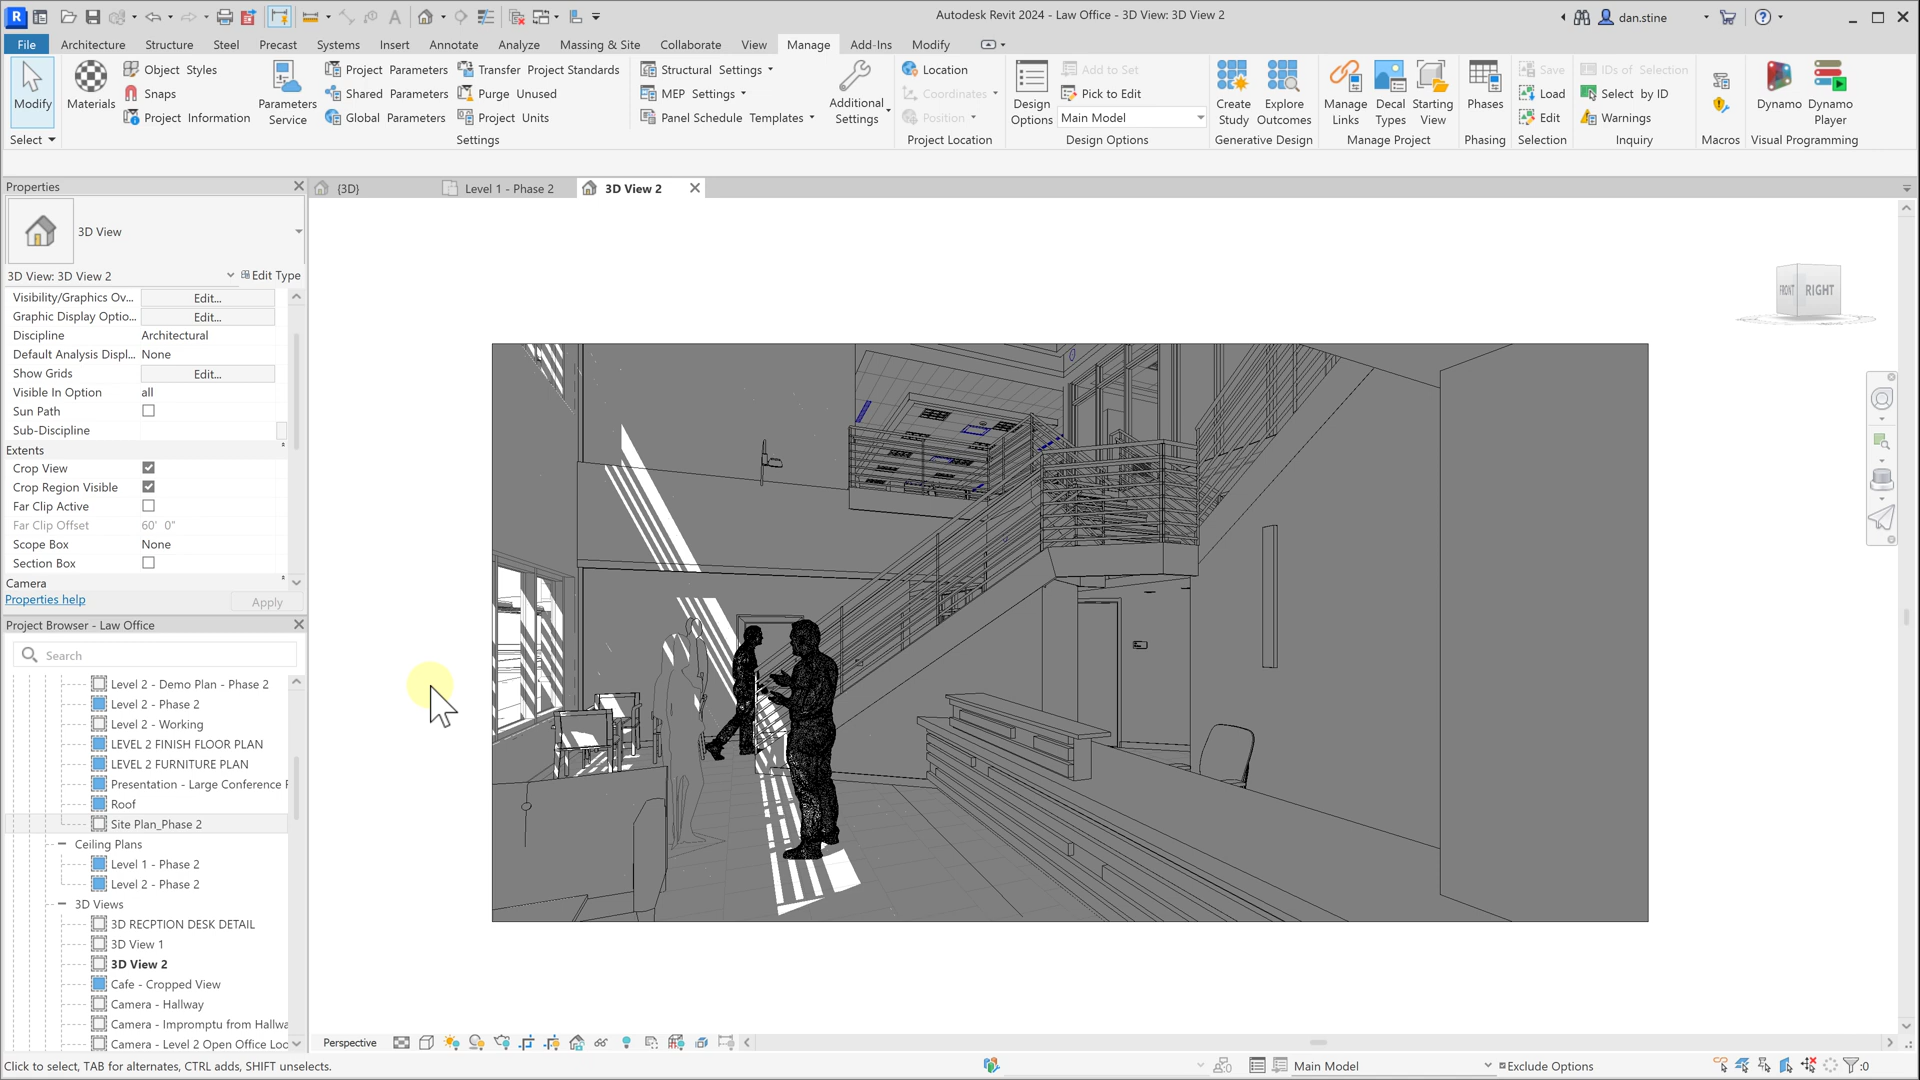 Autodesk Revit 2024 - Law Office - 3D View: 3D View 2
dan.stine
File Architecture Structure Steel Precast Systems Insert Annotate Analyze Massing & Site Collaborate View Manage Add-Ins Modify
Modify
Materials
Object Styles
Snaps
Project Information
Parameters Service
Project Parameters
Shared Parameters
Global Parameters
Transfer Project Standards
Purge Unused
Project Units
Structural Settings
MEP Settings
Panel Schedule Templates
Additional Settings
Location
Coordinates
Position
Design Options
Add to Set
Pick to Edit
Main Model
Create Study
Explore Outcomes
Manage Links
Decal Types
Starting View
Phases
Save
Load
Edit
IDs of Selection
Select by ID
Warnings
Dynamo
Dynamo Player
Select Settings Project Location Design Options Generative Design Manage Project Phasing Selection Inquiry Macros Visual Programming
Properties
{3D} Level 1 - Phase 2 3D View 2
3D View
3D View: 3D View 2 Edit Type
Visibility/Graphics Ov... Edit...
Graphic Display Optio... Edit...
Discipline Architectural
Default Analysis Displ... None
Show Grids Edit...
Visible In Option all
Sun Path
Sub-Discipline
Extents
Crop View
Crop Region Visible
Far Clip Active
Far Clip Offset 60' 0"
Scope Box None
Section Box
Camera
Properties help Apply
FRONT RIGHT
Project Browser - Law Office
Search
Level 2 - Demo Plan - Phase 2
Level 2 - Phase 2
Level 2 - Working
LEVEL 2 FINISH FLOOR PLAN
LEVEL 2 FURNITURE PLAN
Presentation - Large Conference
Roof
Site Plan_Phase 2
Ceiling Plans
Level 1 - Phase 2
Level 2 - Phase 2
3D Views
3D RECPTION DESK DETAIL
3D View 1
3D View 2
Cafe - Cropped View
Camera - Hallway
Camera - Impromptu from Hallwa
Camera - Level 2 Open Office Loo
Perspective
Click to select, TAB for alternates, CTRL adds, SHIFT unselects.
Main Model
Exclude Options
:0